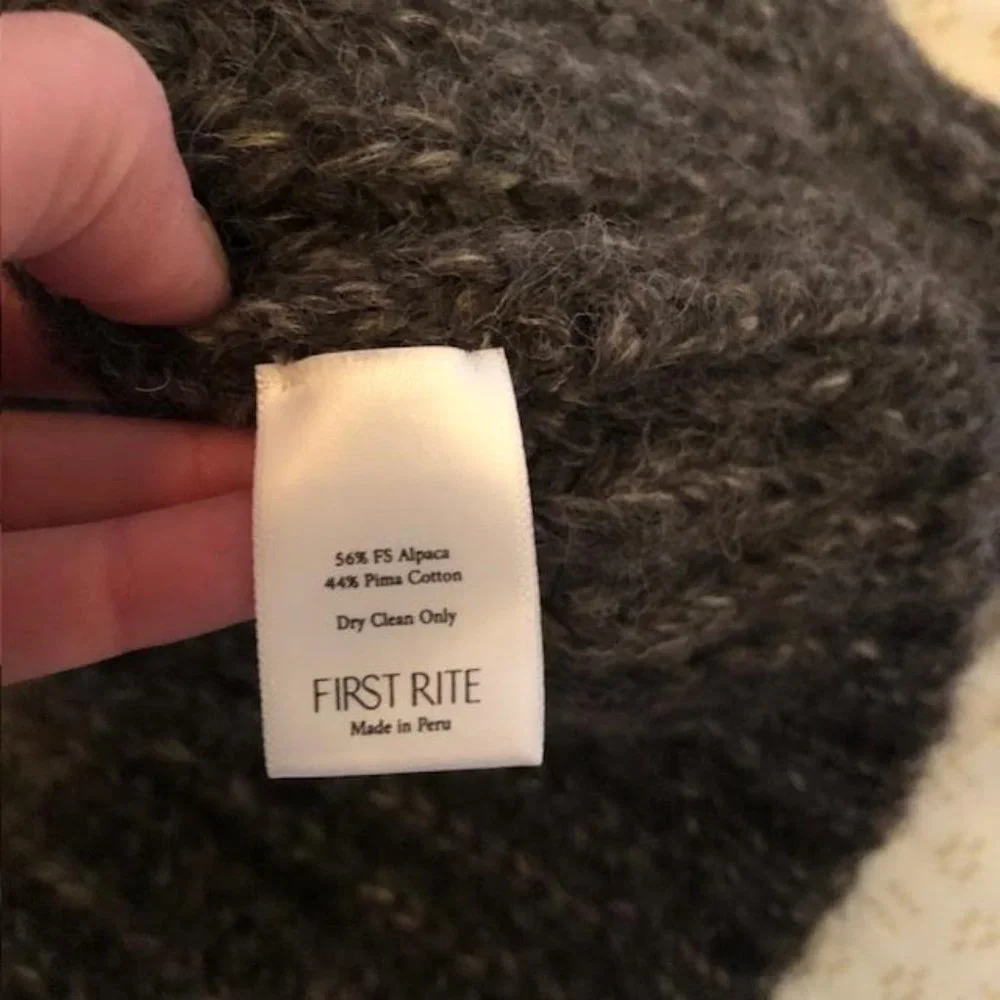 56% FS Alpaca
44% Pima Cotton
Dry Clean Only
FIRST RITE
Made in Peru